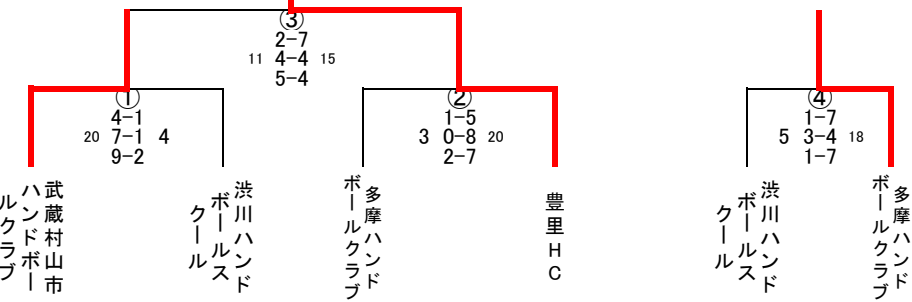 ③
2-7
11 4-4 15
5-4
①
4-1
20 7-1 4
9-2
②
1-5
3 0-8 20
2-7
④
1-7
5 3-4 18
1-7
武蔵村山市
ハンドボー
ルクラブ
渋川ハンド
ボールス
クール
多摩ハンド
ボールクラブ
豊里HC
渋川ハンド
ボールス
クール
多摩ハンド
ボールクラブ